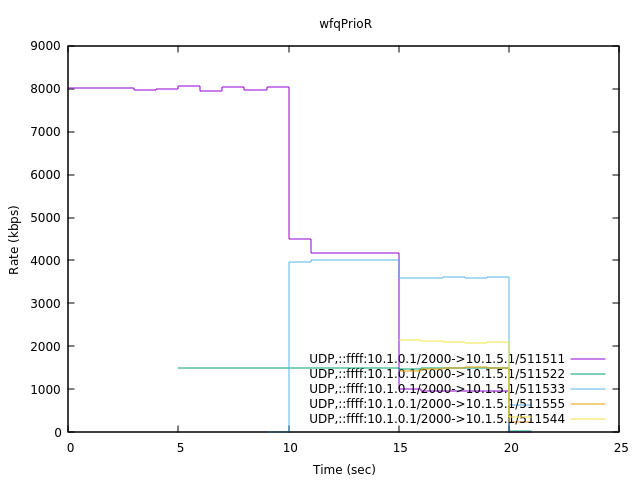 wfqPrioR
9000
8000
7000
6000
5000
4000
3000
2000
1000
0
Rate (kbps)
UDP,::ffff:10.1.0.1/2000->10.1.5.1/511511
UDP,::ffff:10.1.0.1/2000->10.1.5.1/511522
UDP,::ffff:10.1.0.1/2000->10.1.5.1/511533
UDP,::ffff:10.1.0.1/2000->10.1.5.1/511555
UDP,::ffff:10.1.0.1/2000->10.1.5.1/511544
0 5 10 15 20 25
Time (sec)